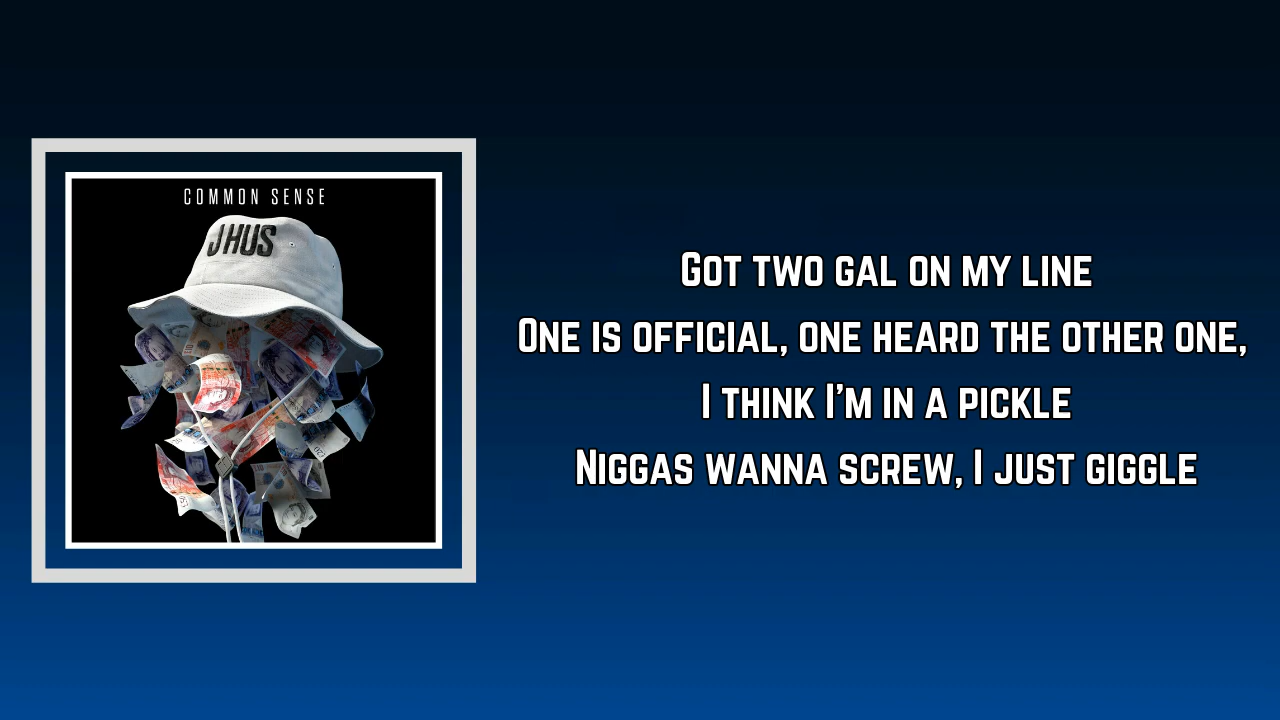 COMMON SENSE
J HUS
GOT TWO GAL ON MY LINE
ONE IS OFFICIAL, ONE HEARD THE OTHER ONE,
I THINK I'M IN A PICKLE
NIGGAS WANNA SCREW, I JUST GIGGLE